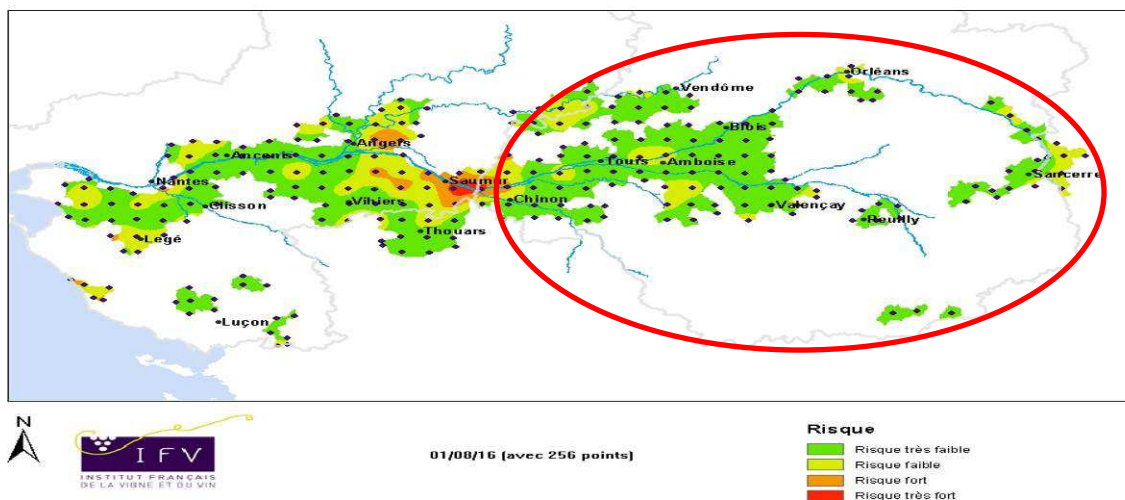 Orléans
Vendôme
Blois
Angers
Ancenis
Tours
Amboise
Nantes
Saumur
Sancerre
Clisson
Vihiers
Chinon
Valençay
Reuilly
Legé
Thouars
Luçon
N
IFV
INSTITUT FRANÇAIS
DE LA VIGNE ET DU VIN
01/08/16 (avec 256 points)
Risque
Risque très faible
Risque faible
Risque fort
Risque très fort